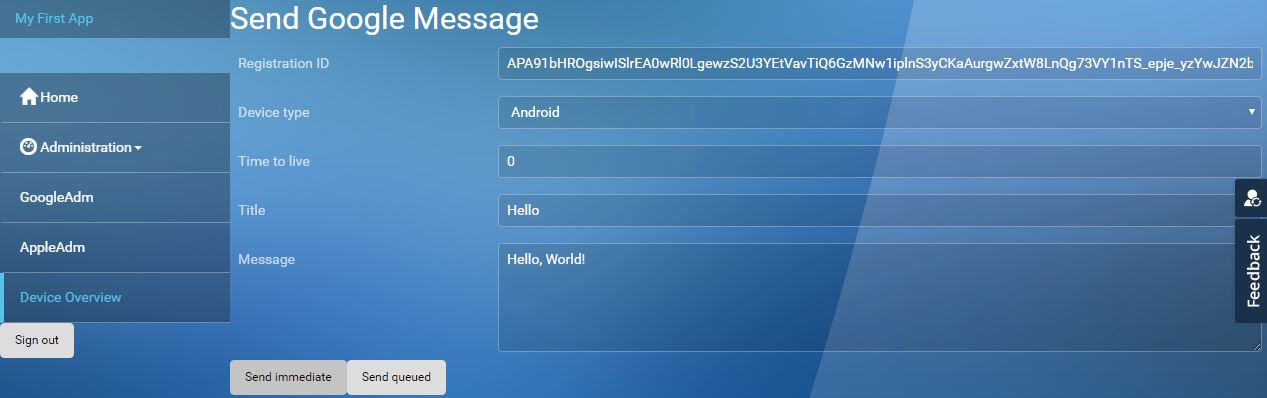 My First App
Send Google Message
Registration ID
APA91bHROgsiwISlrEA0wRl0LgewzS2U3YEtVavTiQ6GzMNw1iplnS3yCKaAurgwZxtW8LnQg73VY1nTS_epje_yzYwJZN2b
Home
Device type
Android
Administration
Time to live
0
GoogleAdm
Title
Hello
AppleAdm
Message
Hello, World!
Device Overview
Feedback
Sign out
Send immediate
Send queued